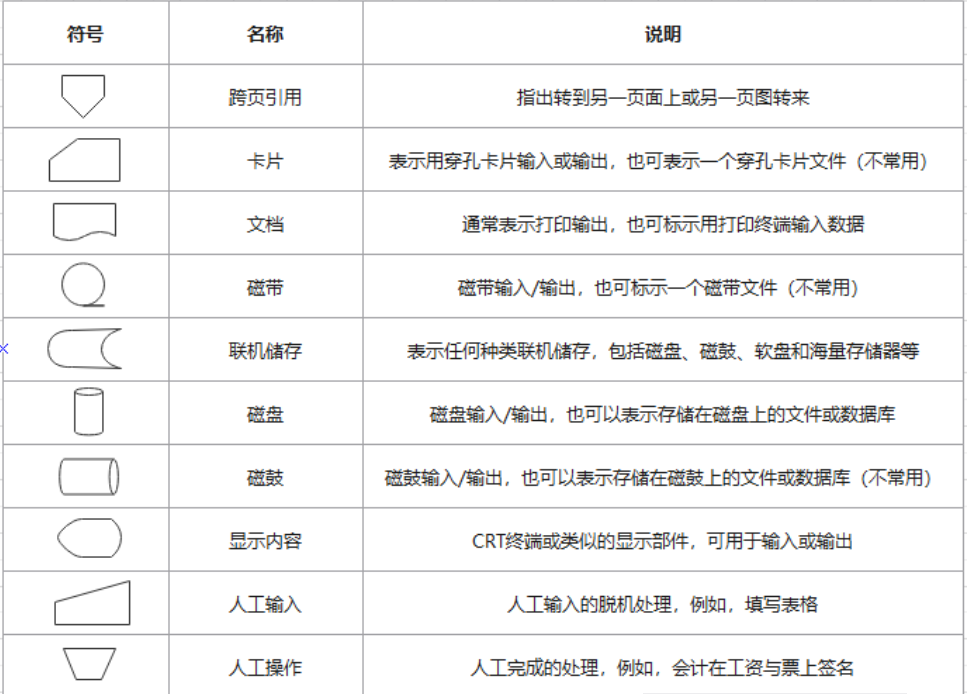 符号 名称 说明
跨页引用 指出转到另一页面上或另一页图转来
卡片 表示用穿孔卡片输入或输出，也可表示一个穿孔卡片文件（不常用）
文档 通常表示打印输出，也可标示用打印终端输入数据
磁带 磁带输入/输出，也可标示一个磁带文件（不常用）
联机储存 表示任何种类联机储存，包括磁盘、磁鼓、软盘和海量存储器等
磁盘 磁盘输入/输出，也可以表示存储在磁盘上的文件或数据库
磁鼓 磁鼓输入/输出，也可以表示存储在磁鼓上的文件或数据库（不常用）
显示内容 CRT终端或类似的显示部件，可用于输入或输出
人工输入 人工输入的脱机处理，例如，填写表格
人工操作 人工完成的处理，例如，会计在工资与票上签名